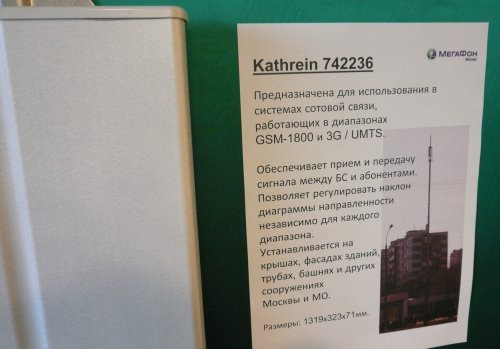 МЕГАФОН
Москва
Kathrein 742236
Предназначена для использования в
системах сотовой связи,
работающих в диапазонах
GSM-1800 и 3G / UMTS.
Обеспечивает прием и передачу
сигнала между БС и абонентами.
Позволяет регулировать наклон
диаграммы направленности
независимо для каждого
диапазона.
Устанавливается на
крышах, фасадах зданий,
трубах, башнях и других
сооружениях
Москвы и МО.
Размеры: 1319x323x71мм.